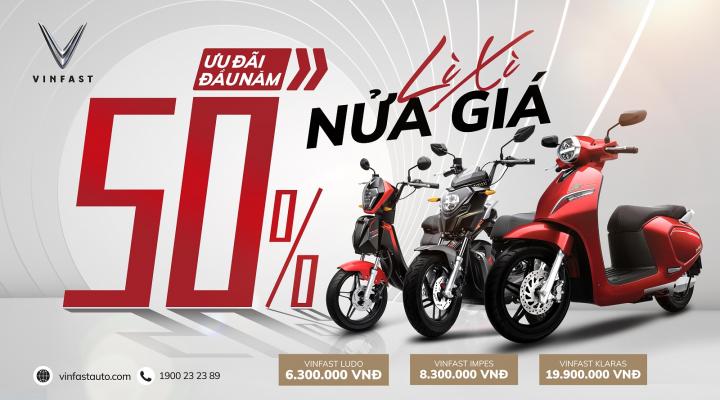 VINFAST
ƯU ĐÃI
ĐẦU NĂM
50%
Lì Xì
NỬA GIÁ
VINFAST LUDO
6.300.000 VNĐ
VINFAST IMPES
8.300.000 VNĐ
VINFAST KLARAS
19.900.000 VNĐ
vinfastauto.com
1900 23 23 89